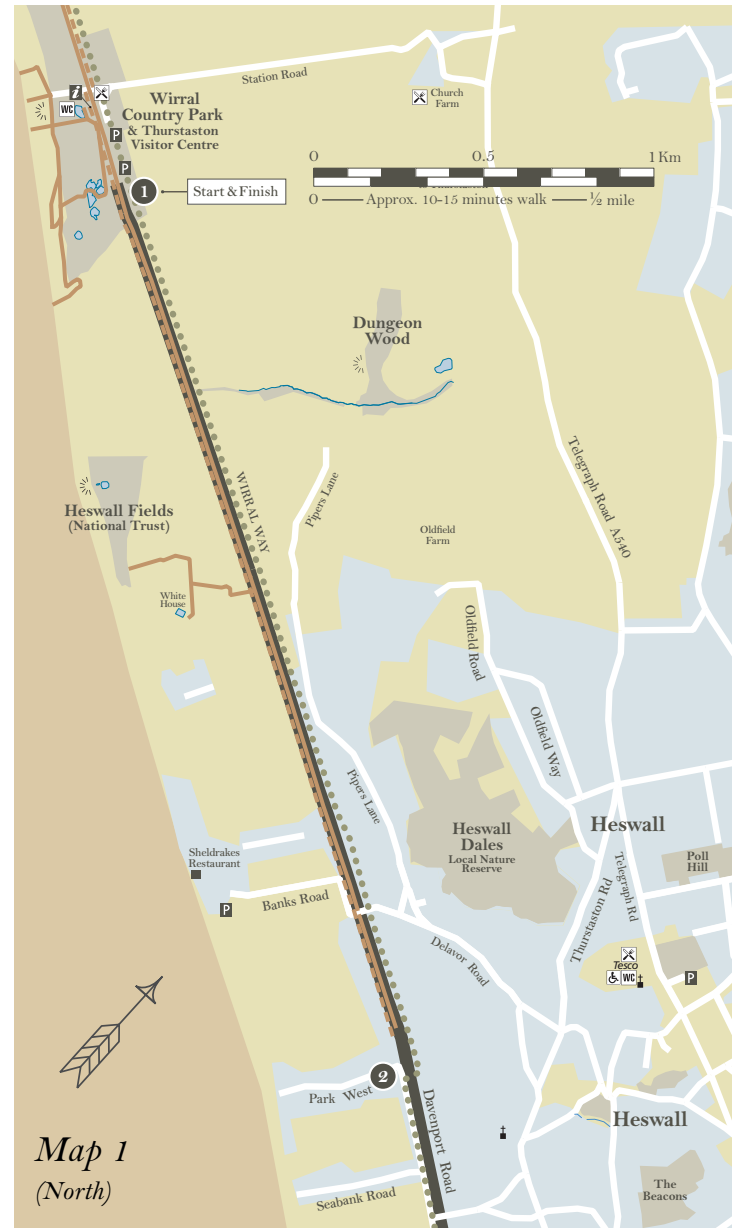 Station Road
i
WC
Wirral
Country Park
& Thurstaston
Visitor Centre
P
P
Church
Farm
0 0.5 1 Km
0 Approx. 10-15 minutes walk ½ mile
1
Start & Finish
Dungeon
Wood
Telegraph Road A540
WIRRAL WAY
Pipers Lane
Heswall Fields
(National Trust)
Oldfield
Farm
White
House
Oldfield Road
Oldfield Way
Pipers Lane
Heswall
Heswall
Dales
Local Nature
Reserve
Telegraph Rd
Poll
Hill
Sheldrakes
Restaurant
Thurstaston Rd
Banks Road
P
Delavor Road
Tesco
WC
P
2
Park West
Davenport Road
Heswall
Map 1
(North)
Seabank Road
The
Beacons